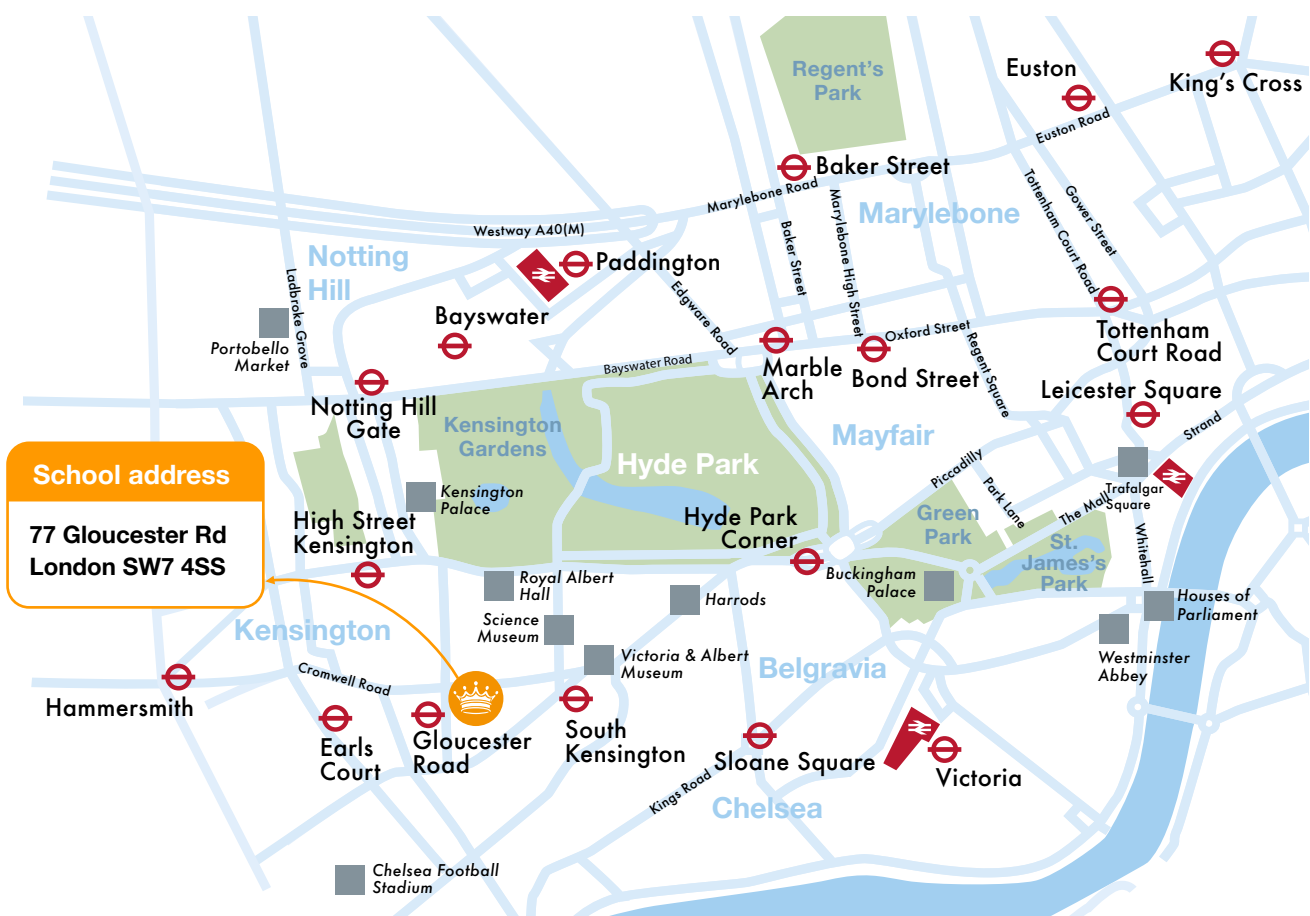 Regent's
Park
Euston
King's Cross
Euston Road
Baker Street
Marylebone Road
Marylebone
Tottenham Court Road
Gower Street
Westway A40(M)
Baker Street
Marylebone High Street
Notting
Hill
Paddington
Ladbroke Grove
Edgware Road
Bayswater
Portobello
Market
Oxford Street
Tottenham
Court Road
Bayswater Road
Marble
Arch
Bond Street
Regent Square
Leicester Square
Notting Hill
Gate
Kensington
Gardens
Mayfair
Strand
Hyde Park
Piccadilly
School address
77 Gloucester Rd
London SW7 4SS
Kensington
Palace
Park Lane
Trafalgar
Square
The Mall
High Street
Kensington
Hyde Park
Corner
Green
Park
St.
James's
Park
Whitehall
Royal Albert
Hall
Buckingham
Palace
Harrods
Houses of
Parliament
Science
Museum
Kensington
Victoria & Albert
Museum
Belgravia
Westminster
Abbey
Cromwell Road
Hammersmith
Earls
Court
Gloucester
Road
South
Kensington
Sloane Square
Victoria
Kings Road
Chelsea
Chelsea Football
Stadium